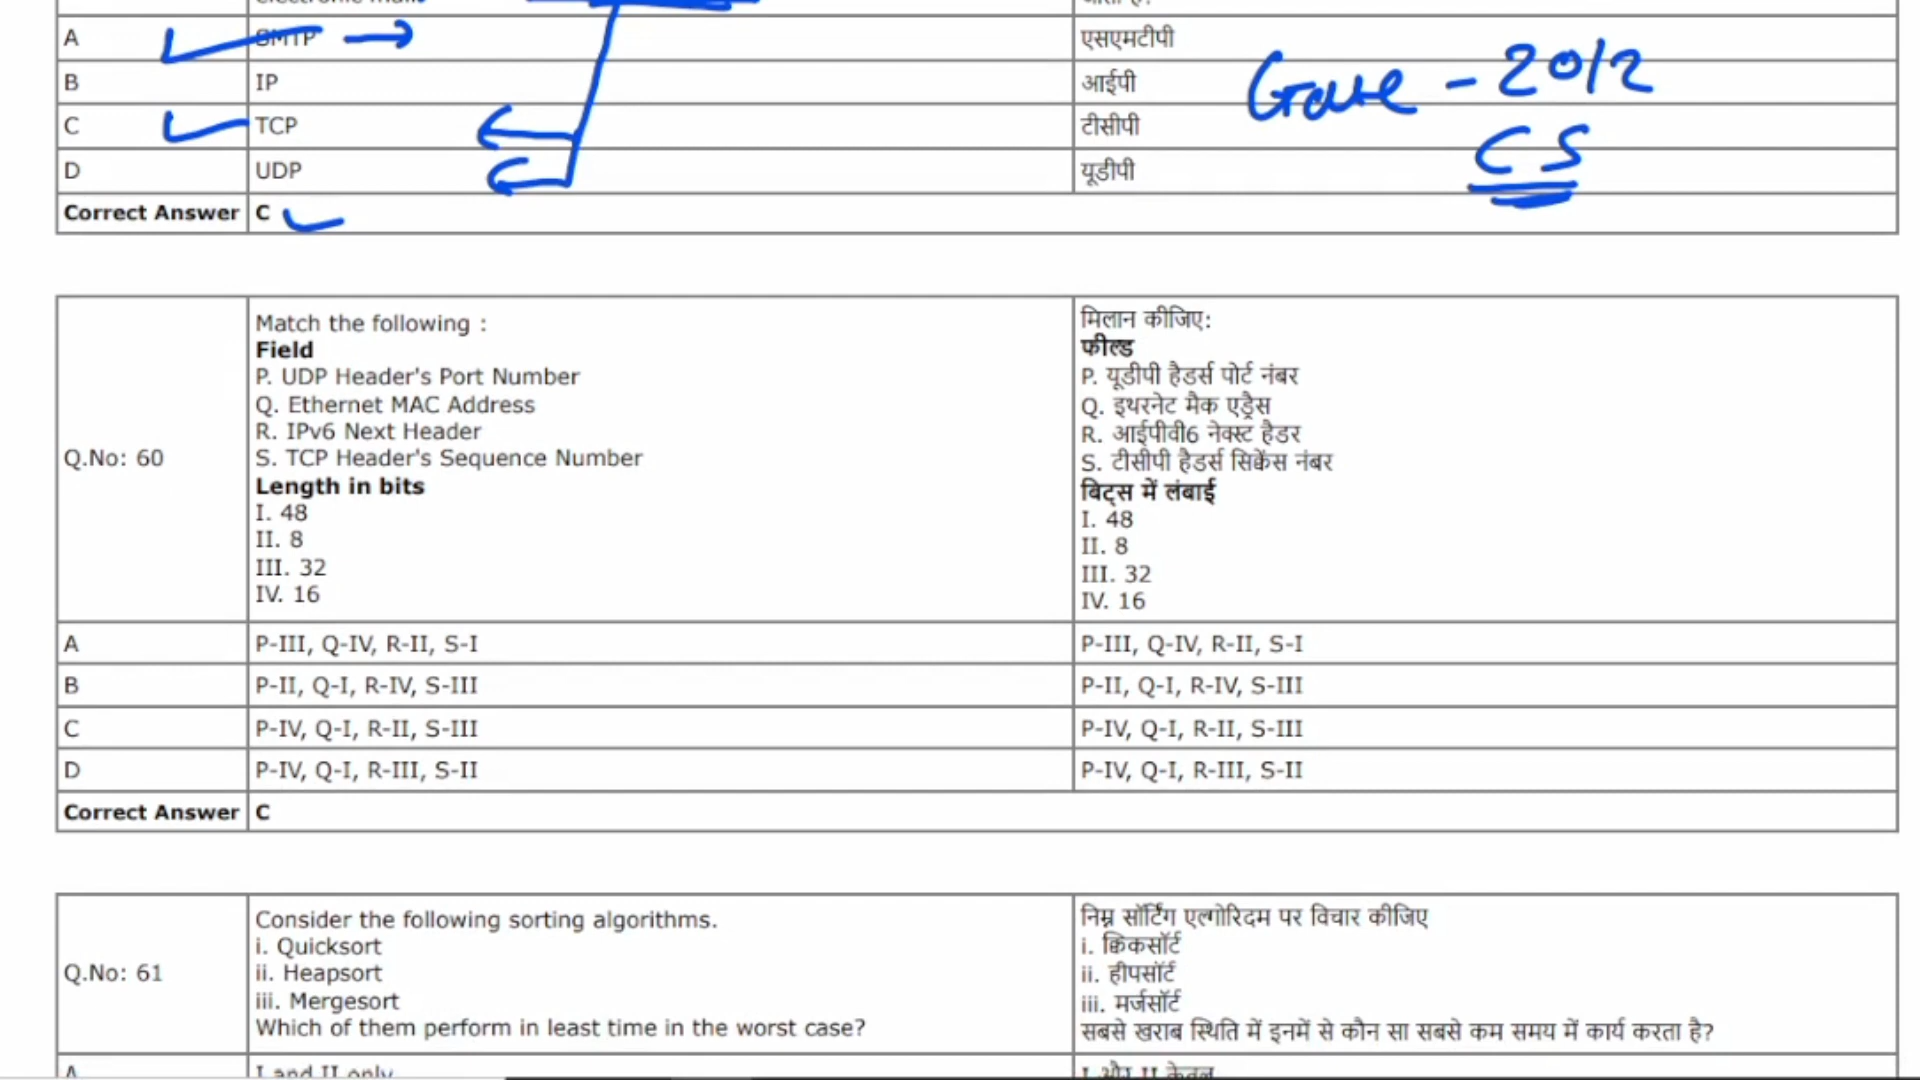 A SMTP एसएमटीपी
B IP आईपी
C TCP टीसीपी
D UDP यूडीपी
Gate - 2012
CS
Correct Answer C
Q.No: 60
Match the following :
Field
P. UDP Header's Port Number
Q. Ethernet MAC Address
R. IPv6 Next Header
S. TCP Header's Sequence Number
Length in bits
I. 48
II. 8
III. 32
IV. 16
मिलान कीजिए:
फील्ड
P. यूडीपी हैडर्स पोर्ट नंबर
Q. इथरनेट मैक एड्रैस
R. आईपीवी6 नेक्स्ट हैडर
S. टीसीपी हैडर्स सिक्वेंस नंबर
बिट्स में लंबाई
I. 48
II. 8
III. 32
IV. 16
A P-III, Q-IV, R-II, S-I P-III, Q-IV, R-II, S-I
B P-II, Q-I, R-IV, S-III P-II, Q-I, R-IV, S-III
C P-IV, Q-I, R-II, S-III P-IV, Q-I, R-II, S-III
D P-IV, Q-I, R-III, S-II P-IV, Q-I, R-III, S-II
Correct Answer C
Q.No: 61
Consider the following sorting algorithms.
i. Quicksort
ii. Heapsort
iii. Mergesort
Which of them perform in least time in the worst case?
निम्न सॉर्टिंग एल्गोरिदम पर विचार कीजिए
i. क्विकसॉर्ट
ii. हीपसॉर्ट
iii. मर्जसॉर्ट
सबसे खराब स्थिति में इनमें से कौन सा सबसे कम समय में कार्य करता है?
A I and II only I और II केवल